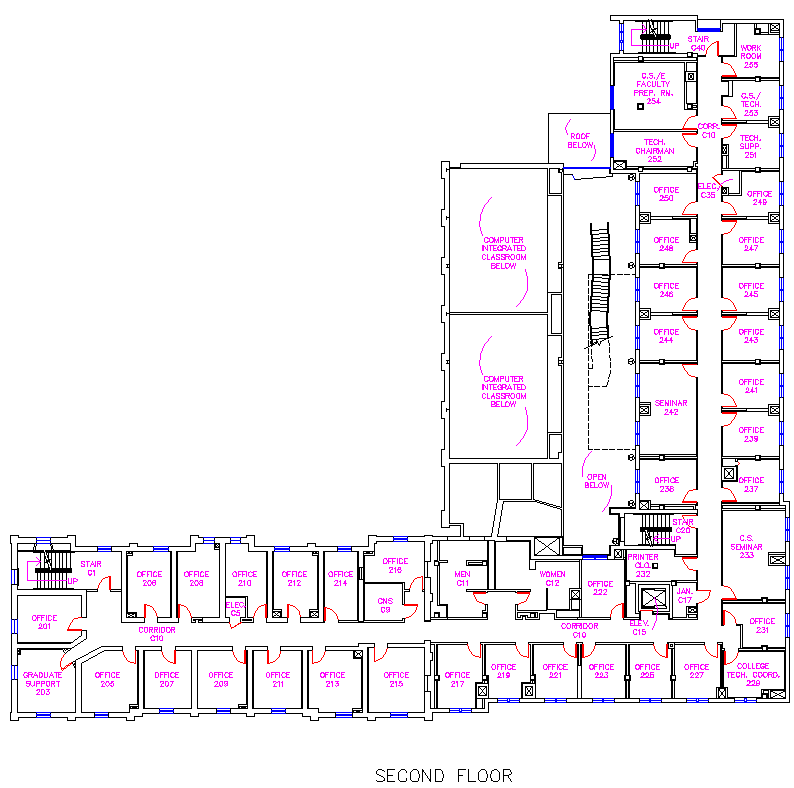 STAIR
C40
UP
WORK
ROOM
255
C.S./E
FACULTY
PREP. RM.
254
C.S./
TECH.
253
CORR.
C10
ROOF
BELOW
TECH.
CHAIRMAN
252
TECH.
SUPP.
251
OFFICE
250
ELEC.
C35
OFFICE
249
COMPUTER
INTEGRATED
CLASSROOM
BELOW
OFFICE
248
OFFICE
247
OFFICE
246
OFFICE
245
OFFICE
244
OFFICE
243
COMPUTER
INTEGRATED
CLASSROOM
BELOW
SEMINAR
242
OFFICE
241
OFFICE
239
OPEN
BELOW
OFFICE
238
OFFICE
237
STAIR
C20
UP
C.S.
SEMINAR
233
STAIR
C1
UP
OFFICE
206
OFFICE
208
OFFICE
210
OFFICE
212
OFFICE
214
OFFICE
216
MEN
C11
WOMEN
C12
OFFICE
222
PRINTER
CLO.
232
JAN.
C17
ELEC.
C5
CNS
C9
OFFICE
201
CORRIDOR
C10
CORRIDOR
C10
ELEV.
C15
OFFICE
231
GRADUATE
SUPPORT
203
OFFICE
205
OFFICE
207
OFFICE
209
OFFICE
211
OFFICE
213
OFFICE
215
OFFICE
217
OFFICE
219
OFFICE
221
OFFICE
223
OFFICE
225
OFFICE
227
COLLEGE
TECH. COORD.
229
SECOND FLOOR